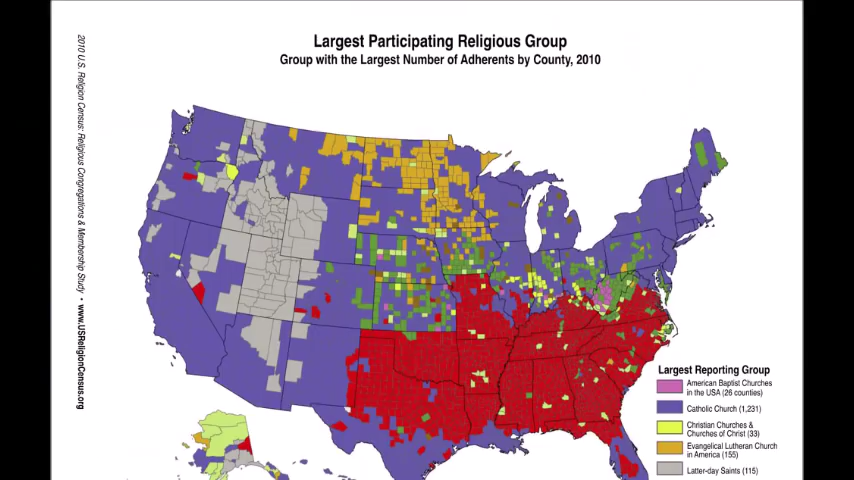 Largest Participating Religious Group
Group with the Largest Number of Adherents by County, 2010
2010 U.S. Religion Census: Religious Congregations & Membership Study • www.USReligionCensus.org
Largest Reporting Group
American Baptist Churches
in the USA (26 counties)
Catholic Church (1,231)
Christian Churches &
Churches of Christ (33)
Evangelical Lutheran Church
in America (155)
Latter-day Saints (115)